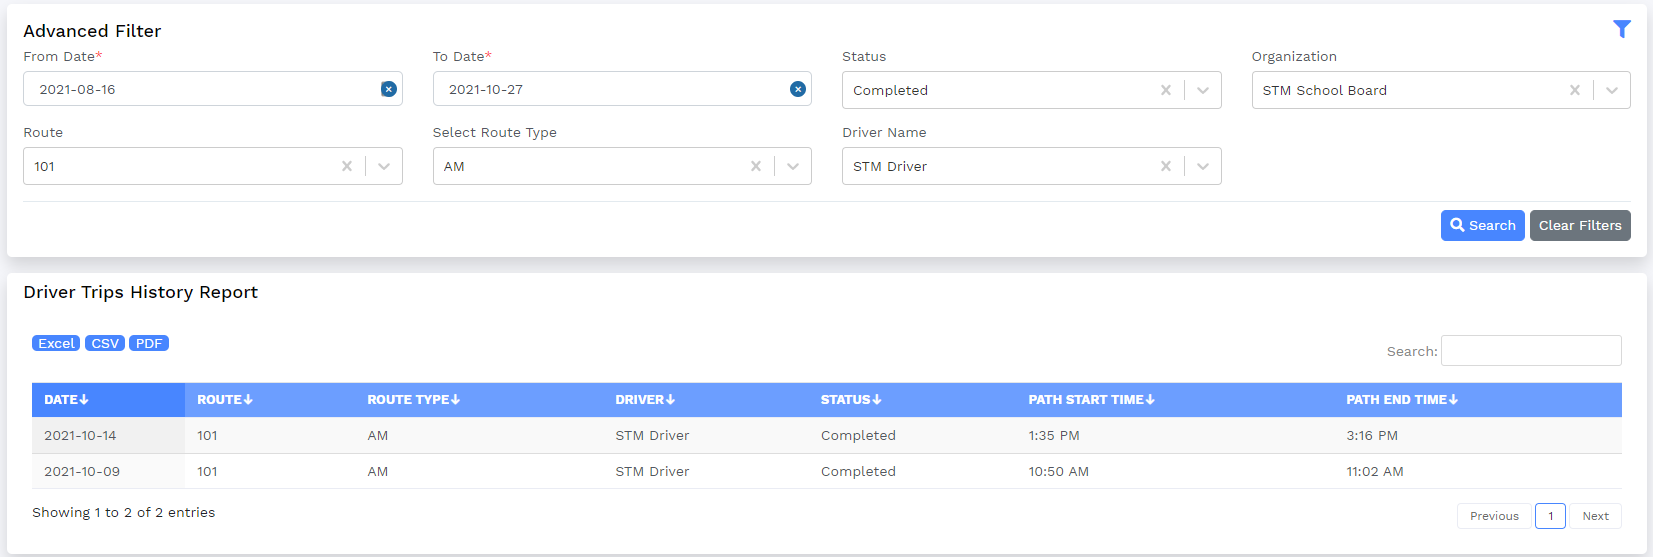 Advanced Filter
From Date* To Date* Status Organization
2021-08-16 2021-10-27 Completed STM School Board
Route Select Route Type Driver Name
101 AM STM Driver
Search Clear Filters
Driver Trips History Report
Excel CSV PDF
Search:
DATE↓ ROUTE↓ ROUTE TYPE↓ DRIVER↓ STATUS↓ PATH START TIME↓ PATH END TIME↓
2021-10-14 101 AM STM Driver Completed 1:35 PM 3:16 PM
2021-10-09 101 AM STM Driver Completed 10:50 AM 11:02 AM
Showing 1 to 2 of 2 entries
Previous 1 Next